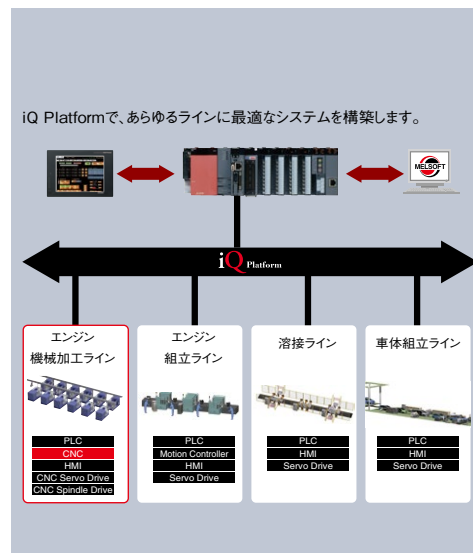 iQ Platformで、あらゆるラインに最適なシステムを構築します。
MELSOFT
iQ Platform
エンジン
機械加工ライン
PLC
CNC
HMI
CNC Servo Drive
CNC Spindle Drive
エンジン
組立ライン
PLC
Motion Controller
HMI
Servo Drive
溶接ライン
PLC
HMI
Servo Drive
車体組立ライン
PLC
HMI
Servo Drive